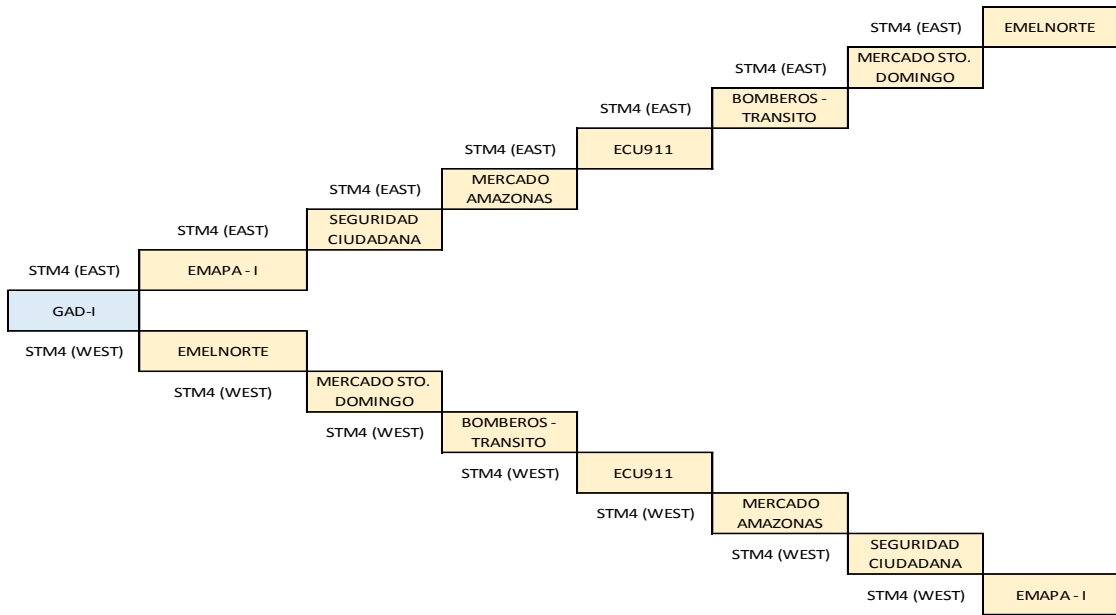 STM4 (EAST) EMELNORTE
STM4 (EAST) MERCADO STO.
DOMINGO
STM4 (EAST) BOMBEROS -
TRANSITO
STM4 (EAST) ECU911
STM4 (EAST) MERCADO
AMAZONAS
STM4 (EAST) SEGURIDAD
CIUDADANA
STM4 (EAST) EMAPA - I
GAD-I
STM4 (WEST) EMELNORTE
STM4 (WEST) MERCADO STO.
DOMINGO
STM4 (WEST) BOMBEROS -
TRANSITO
STM4 (WEST) ECU911
STM4 (WEST) MERCADO
AMAZONAS
STM4 (WEST) SEGURIDAD
CIUDADANA
STM4 (WEST) EMAPA - I